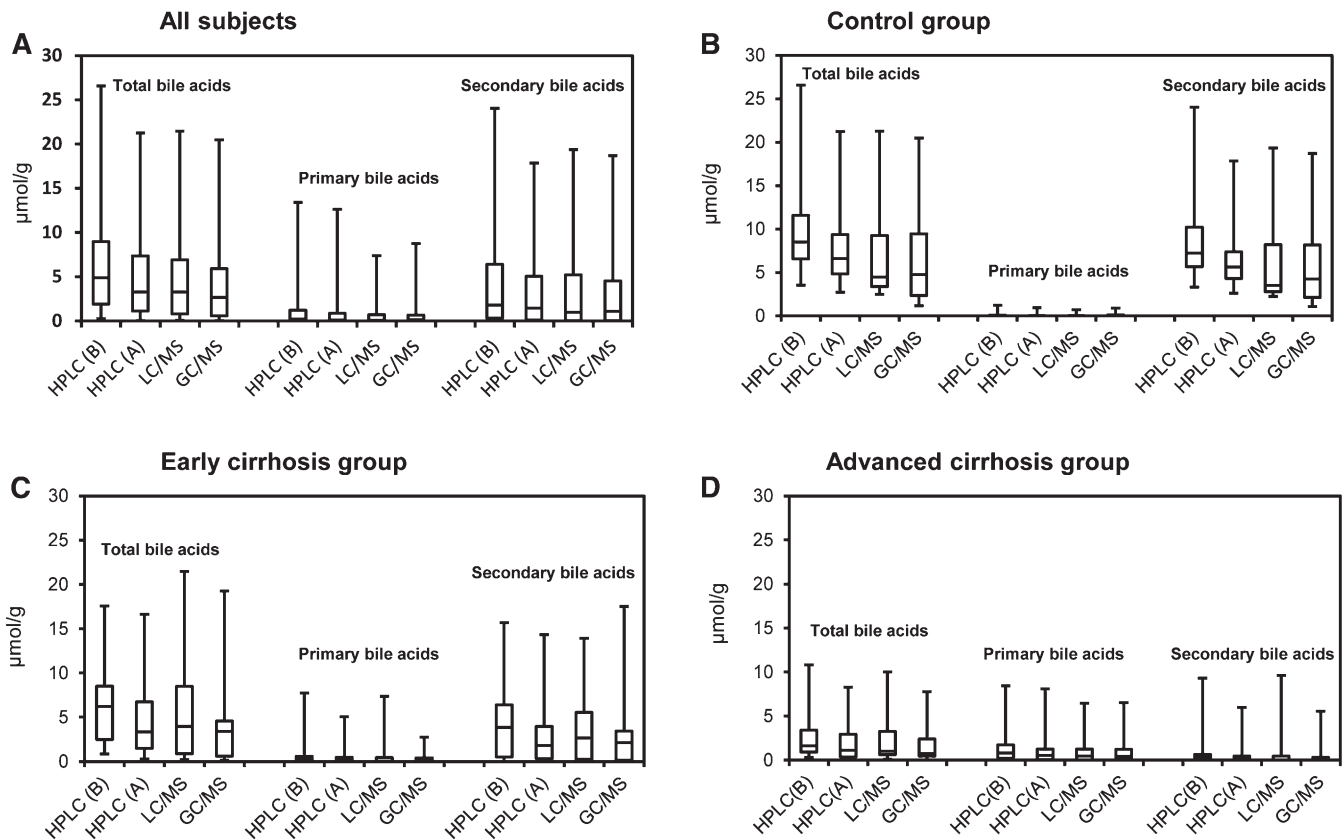 All subjects
A
30
25
20
15
10
5
0
µmol/g
Total bile acids
Primary bile acids
Secondary bile acids
HPLC (B)
HPLC (A)
LC/MS
GC/MS
HPLC (B)
HPLC (A)
LC/MS
GC/MS
HPLC (B)
HPLC (A)
LC/MS
GC/MS
Control group
B
30
25
20
15
10
5
0
µmol/g
Total bile acids
Primary bile acids
Secondary bile acids
HPLC (B)
HPLC (A)
LC/MS
GC/MS
HPLC (B)
HPLC (A)
LC/MS
GC/MS
HPLC (B)
HPLC (A)
LC/MS
GC/MS
Early cirrhosis group
C
30
25
20
15
10
5
0
µmol/g
Total bile acids
Primary bile acids
Secondary bile acids
HPLC (B)
HPLC (A)
LC/MS
GC/MS
HPLC (B)
HPLC (A)
LC/MS
GC/MS
HPLC (B)
HPLC (A)
LC/MS
GC/MS
Advanced cirrhosis group
D
30
25
20
15
10
5
0
µmol/g
Total bile acids
Primary bile acids
Secondary bile acids
HPLC(B)
HPLC(A)
LC/MS
GC/MS
HPLC(B)
HPLC(A)
LC/MS
GC/MS
HPLC(B)
HPLC(A)
LC/MS
GC/MS